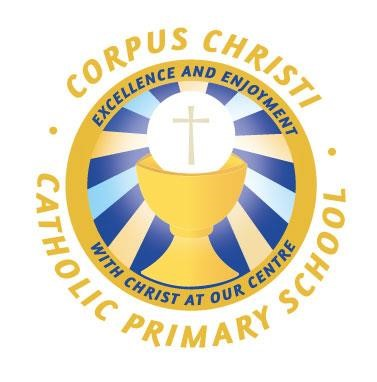 CORPUS CHRISTI
CATHOLIC PRIMARY SCHOOL
EXCELLENCE AND ENJOYMENT
WITH CHRIST AT OUR CENTRE